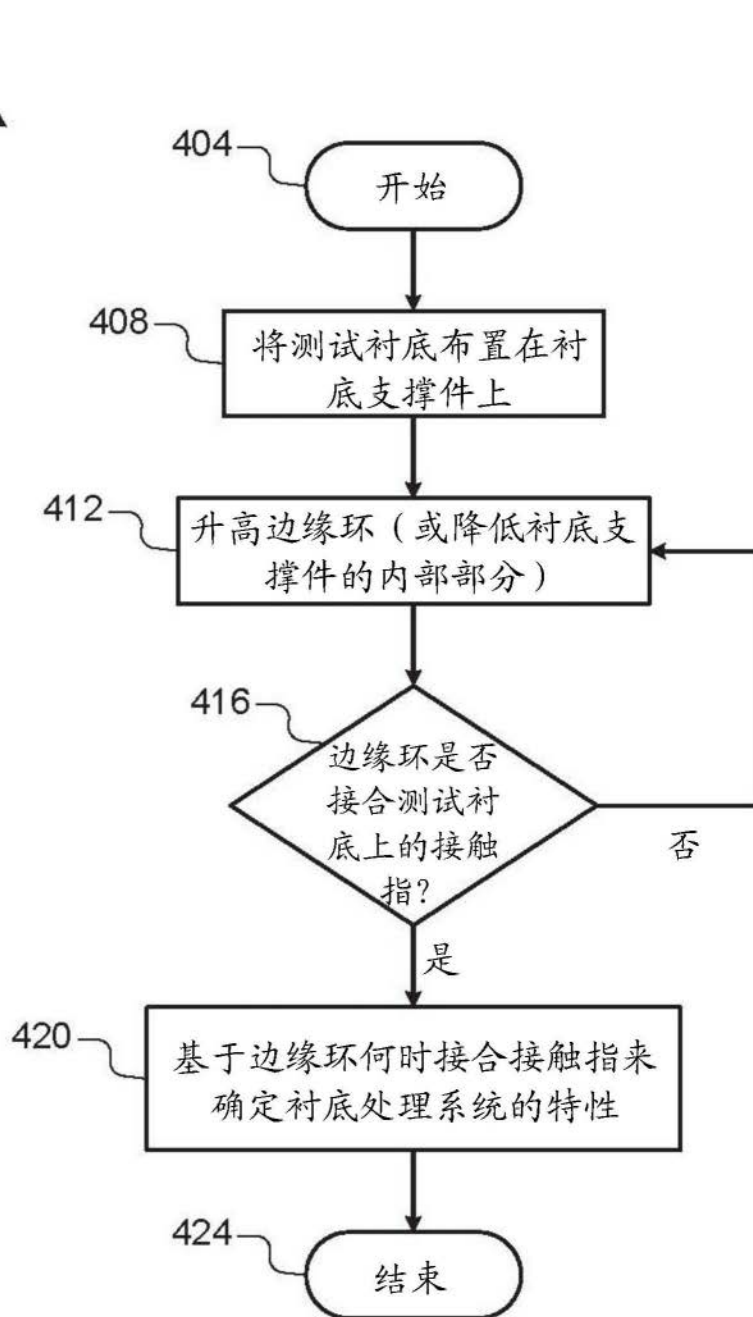 404
开始
408
将测试衬底布置在衬
底支撑件上
412
升高边缘环（或降低衬底支
撑件的内部部分）
416
边缘环是否
接合测试衬
底上的接触
指？
否
是
420
基于边缘环何时接合接触指来
确定衬底处理系统的特性
424
结束